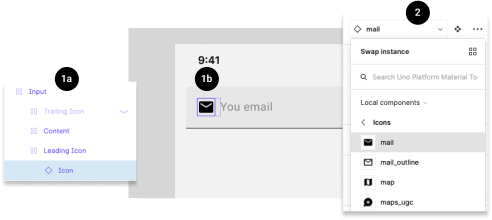 1a
Input
Trailing Icon
Content
Leading Icon
Icon
9:41
1b
You email
2
mail
Swap instance
Search Uno Platform Material To
Local components
Icons
mail
mail_outline
map
maps_ugc